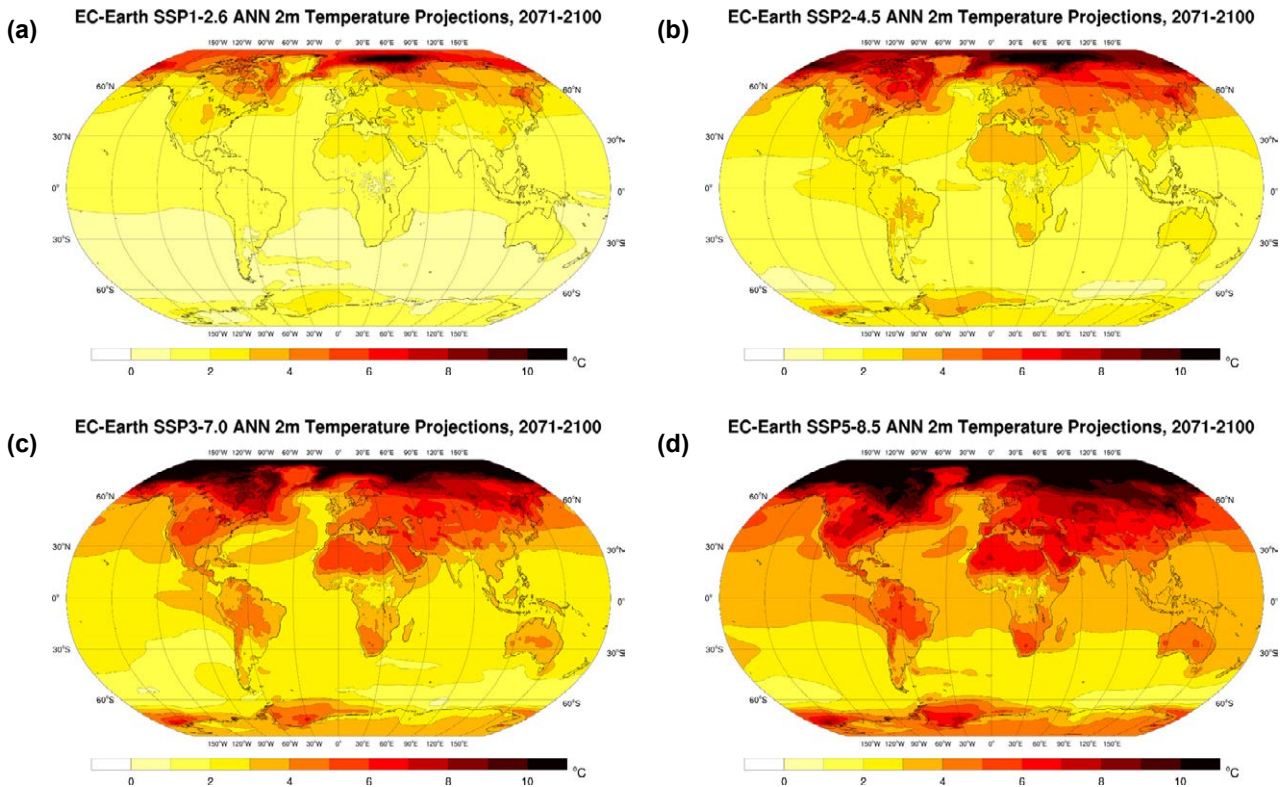 (a)
EC-Earth SSP1-2.6 ANN 2m Temperature Projections, 2071-2100
150°W 120°W 90°W 60°W 30°W 0° 30°E 60°E 90°E 120°E 150°E
60°N 60°N
30°N 30°N
0° 0°
30°S 30°S
60°S 60°S
150°W 120°W 90°W 60°W 30°W 0° 30°E 60°E 90°E 120°E 150°E
0 2 4 6 8 10 °C
(b)
EC-Earth SSP2-4.5 ANN 2m Temperature Projections, 2071-2100
150°W 120°W 90°W 60°W 30°W 0° 30°E 60°E 90°E 120°E 150°E
60°N 60°N
30°N 30°N
0° 0°
30°S 30°S
60°S 60°S
150°W 120°W 90°W 60°W 30°W 0° 30°E 60°E 90°E 120°E 150°E
0 2 4 6 8 10 °C
(c)
EC-Earth SSP3-7.0 ANN 2m Temperature Projections, 2071-2100
150°W 120°W 90°W 60°W 30°W 0° 30°E 60°E 90°E 120°E 150°E
60°N 60°N
30°N 30°N
0° 0°
30°S 30°S
60°S 60°S
150°W 120°W 90°W 60°W 30°W 0° 30°E 60°E 90°E 120°E 150°E
0 2 4 6 8 10 °C
(d)
EC-Earth SSP5-8.5 ANN 2m Temperature Projections, 2071-2100
150°W 120°W 90°W 60°W 30°W 0° 30°E 60°E 90°E 120°E 150°E
60°N 60°N
30°N 30°N
0° 0°
30°S 30°S
60°S 60°S
150°W 120°W 90°W 60°W 30°W 0° 30°E 60°E 90°E 120°E 150°E
0 2 4 6 8 10 °C